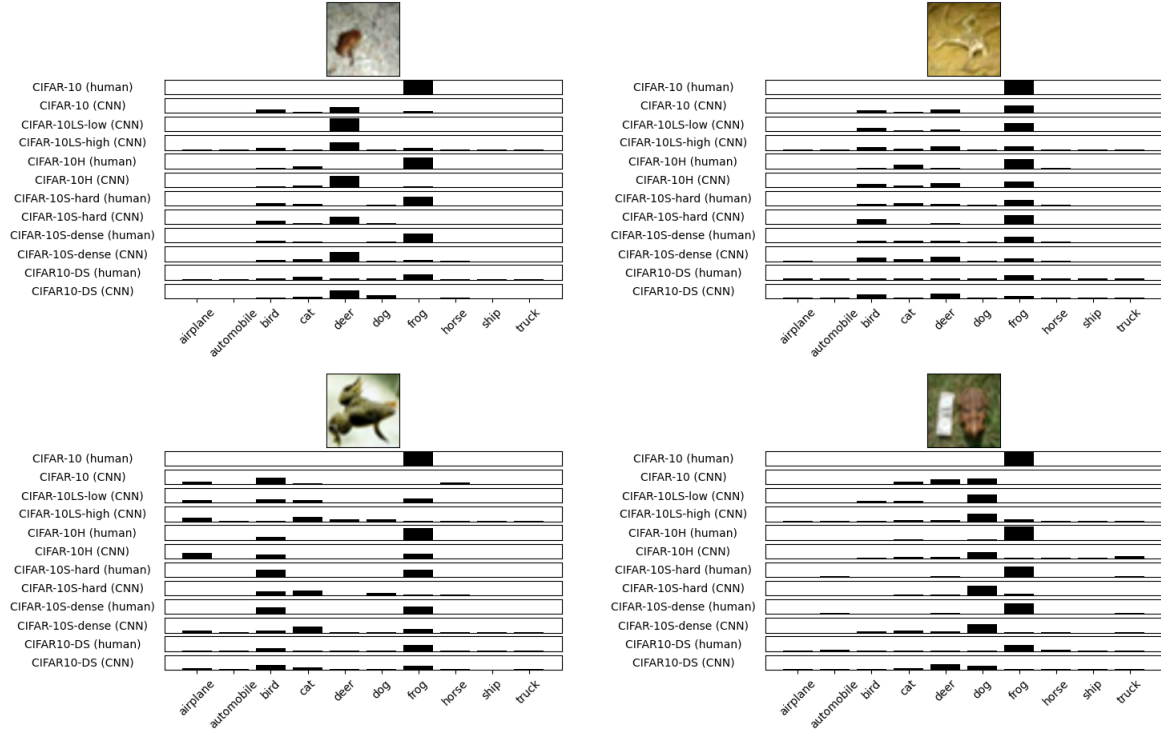 CIFAR-10 (human)
CIFAR-10 (CNN)
CIFAR-10LS-low (CNN)
CIFAR-10LS-high (CNN)
CIFAR-10H (human)
CIFAR-10H (CNN)
CIFAR-10S-hard (human)
CIFAR-10S-hard (CNN)
CIFAR-10S-dense (human)
CIFAR-10S-dense (CNN)
CIFAR10-DS (human)
CIFAR10-DS (CNN)
airplane automobile bird cat deer dog frog horse ship truck
CIFAR-10 (human)
CIFAR-10 (CNN)
CIFAR-10LS-low (CNN)
CIFAR-10LS-high (CNN)
CIFAR-10H (human)
CIFAR-10H (CNN)
CIFAR-10S-hard (human)
CIFAR-10S-hard (CNN)
CIFAR-10S-dense (human)
CIFAR-10S-dense (CNN)
CIFAR10-DS (human)
CIFAR10-DS (CNN)
airplane automobile bird cat deer dog frog horse ship truck
CIFAR-10 (human)
CIFAR-10 (CNN)
CIFAR-10LS-low (CNN)
CIFAR-10LS-high (CNN)
CIFAR-10H (human)
CIFAR-10H (CNN)
CIFAR-10S-hard (human)
CIFAR-10S-hard (CNN)
CIFAR-10S-dense (human)
CIFAR-10S-dense (CNN)
CIFAR10-DS (human)
CIFAR10-DS (CNN)
airplane automobile bird cat deer dog frog horse ship truck
CIFAR-10 (human)
CIFAR-10 (CNN)
CIFAR-10LS-low (CNN)
CIFAR-10LS-high (CNN)
CIFAR-10H (human)
CIFAR-10H (CNN)
CIFAR-10S-hard (human)
CIFAR-10S-hard (CNN)
CIFAR-10S-dense (human)
CIFAR-10S-dense (CNN)
CIFAR10-DS (human)
CIFAR10-DS (CNN)
airplane automobile bird cat deer dog frog horse ship truck